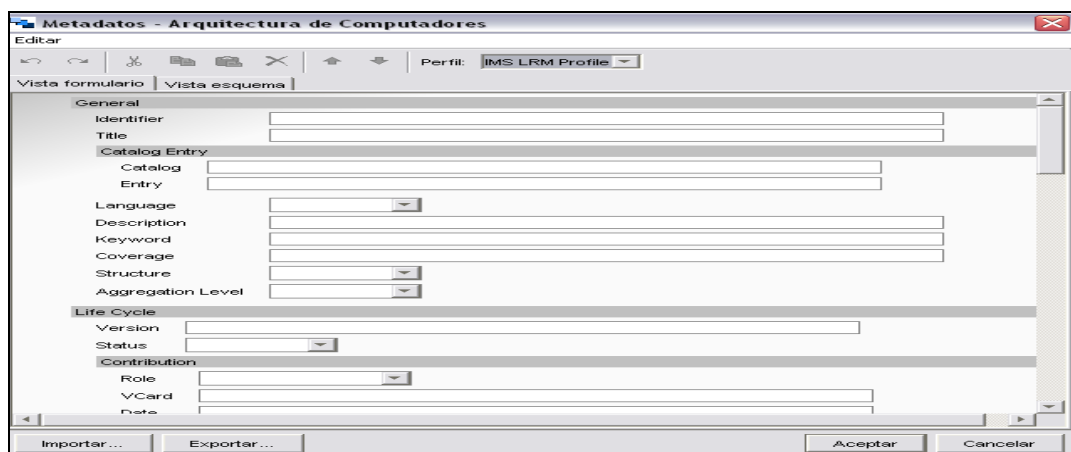 Metadatos - Arquitectura de Computadores
Editar
Perfil: IMS LRM Profile
Vista formulario Vista esquema
General
Identifier
Title
Catalog Entry
Catalog
Entry
Language
Description
Keyword
Coverage
Structure
Aggregation Level
Life Cycle
Version
Status
Contribution
Role
VCard
Date
Importar... Exportar... Aceptar Cancelar